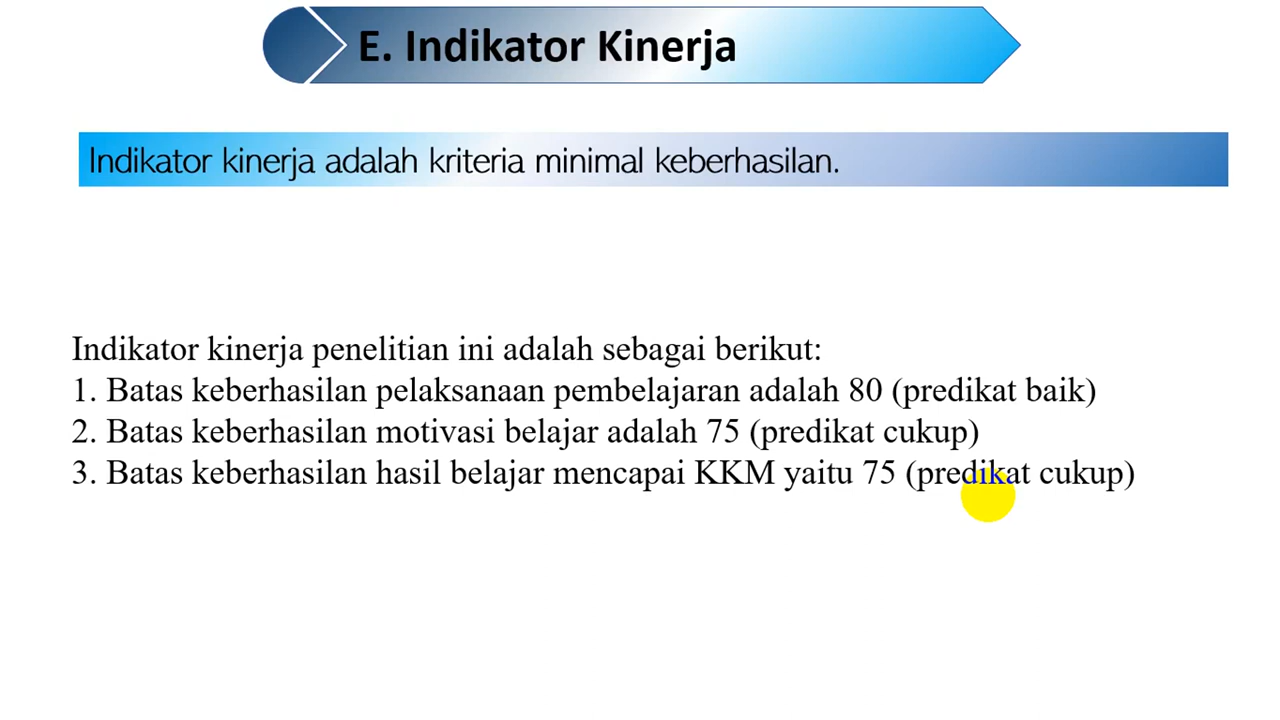 E. Indikator Kinerja
Indikator kinerja adalah kriteria minimal keberhasilan.
Indikator kinerja penelitian ini adalah sebagai berikut:
1. Batas keberhasilan pelaksanaan pembelajaran adalah 80 (predikat baik)
2. Batas keberhasilan motivasi belajar adalah 75 (predikat cukup)
3. Batas keberhasilan hasil belajar mencapai KKM yaitu 75 (predikat cukup)